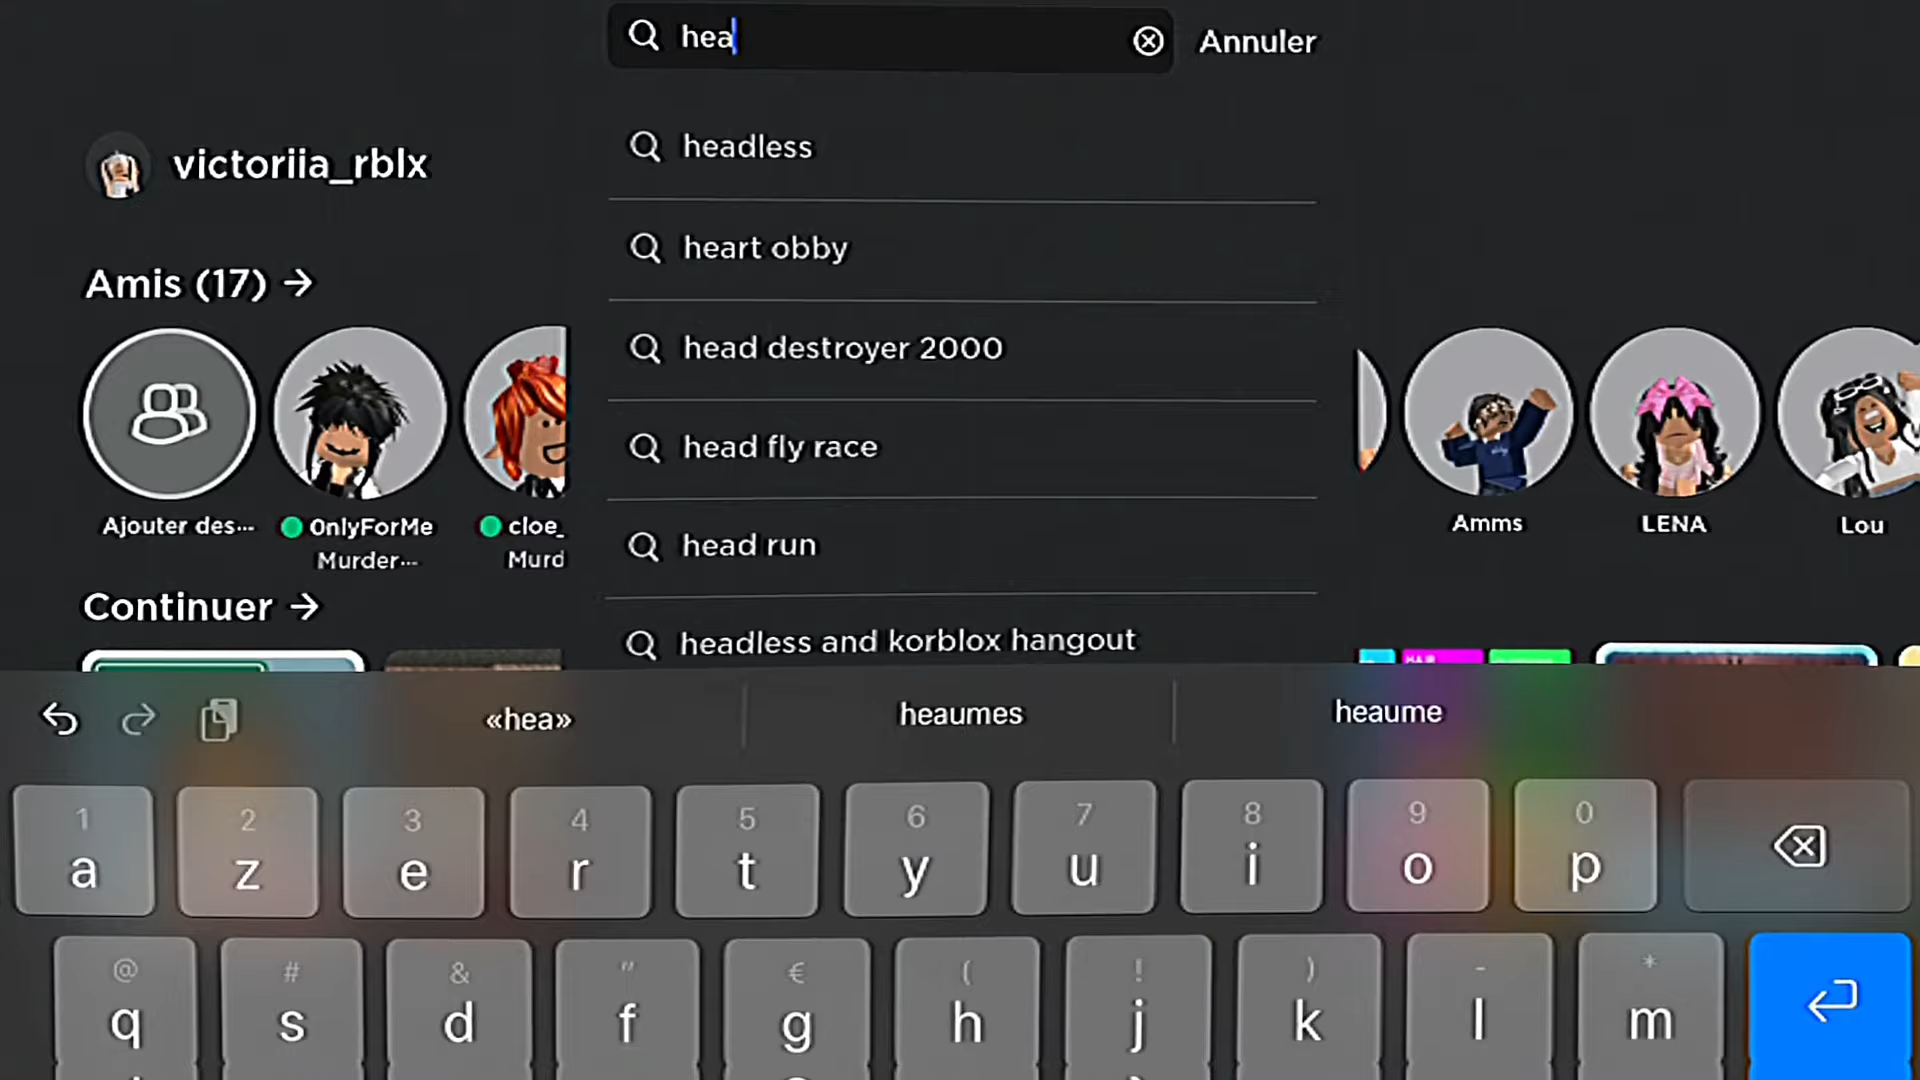 hea
Annuler
headless
victoriia_rblx
heart obby
Amis (17) →
head destroyer 2000
head fly race
head run
headless and korblox hangout
Ajouter des...
OnlyForMe
Murder...
cloe_
Murd
Amms
LENA
Lou
Continuer →
HAIR
«hea»
heaumes
heaume
1 2 3 4 5 6 7 8 9 0
a z e r t y u i o p
@ # & " € ( ! ) - *
q s d f g h j k l m